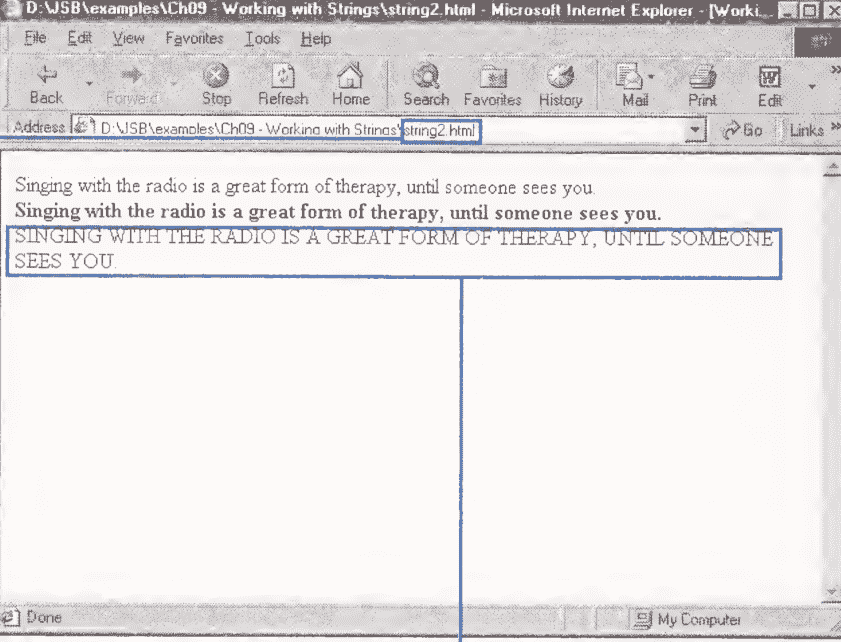 D:\JSB\examples\Ch09 - Working with Strings\string2.html - Microsoft Internet Explorer - [Worki...
File Edit View Favorites Tools Help
Back Forward Stop Refresh Home Search Favorites History Mail Print Edit
Address D:\JSB\examples\Ch09 - Working with Strings\string2.html Go Links »
Singing with the radio is a great form of therapy, until someone sees you.
Singing with the radio is a great form of therapy, until someone sees you.
SINGING WITH THE RADIO IS A GREAT FORM OF THERAPY, UNTIL SOMEONE
SEES YOU.
Done My Computer